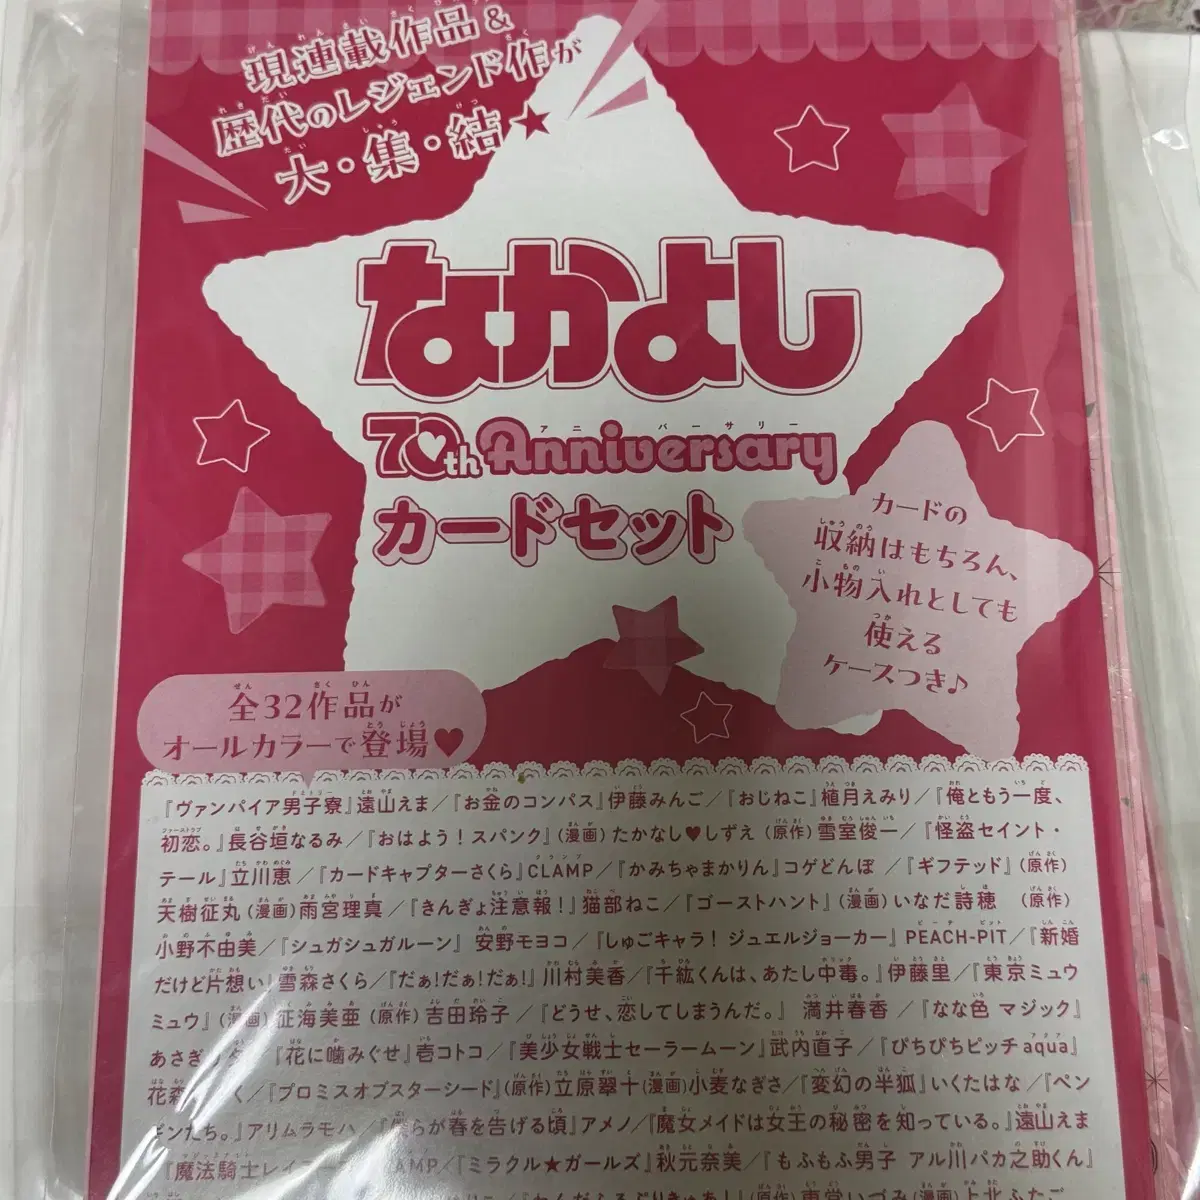 現連載作品&
歴代のレジェンド作が
大・集・結★
なかよし
70th Anniversary
アニバーサリー
カードセット
カードの
収納はもちろん、
小物入れとしても
使える
ケースつき♪
全32作品が
オールカラーで登場♥
『ヴァンパイア男子寮』遠山えま/『お金のコンパス』伊藤みんご/『おじねこ』植月えみり/『俺ともう一度、
初恋。』長谷垣なるみ/『おはよう!スパンク』(漫画)たかなし♥しずえ(原作)雪室俊一/『怪盗セイント・
テール』立川恵/『カードキャプターさくら』CLAMP/『かみちゃまかりん』コゲどんぼ/『ギフテッド』(原作)
天樹征丸(漫画)雨宮理真/『きんぎょ注意報!』猫部ねこ/『ゴーストハント』(漫画)いなだ詩穂 (原作)
小野不由美/『シュガシュガルーン』 安野モヨコ/『しゅごキャラ! ジュエルジョーカー』PEACH-PIT/『新婚
だけど片想い』雪森さくら/『だぁ!だぁ!だぁ!』川村美香/『千紘くんは、あたし中毒。』伊藤里/『東京ミュウ
ミュウ』(漫画)征海美亜(原作)吉田玲子/『どうせ、恋してしまうんだ。』 満井春香/『なな色 マジック』
あさぎり 『花に噛みぐせ』壱コトコ/『美少女戦士セーラームーン』武内直子/『ぴちぴちピッチaqua』
花森 く/『プロミスオブスターシード』(原作)立原翠十(漫画)小麦なぎさ/『変幻の半狐』いくたはな/『ペン
ギンたち。』アリムラモハ/『僕らが春を告げる頃』アメノ/『魔女メイドは女王の秘密を知っている。』遠山えま
『魔法騎士レイ AMP/『ミラクル★ガールズ』秋元奈美/『もふもふ男子 アル川パカ之助くん』